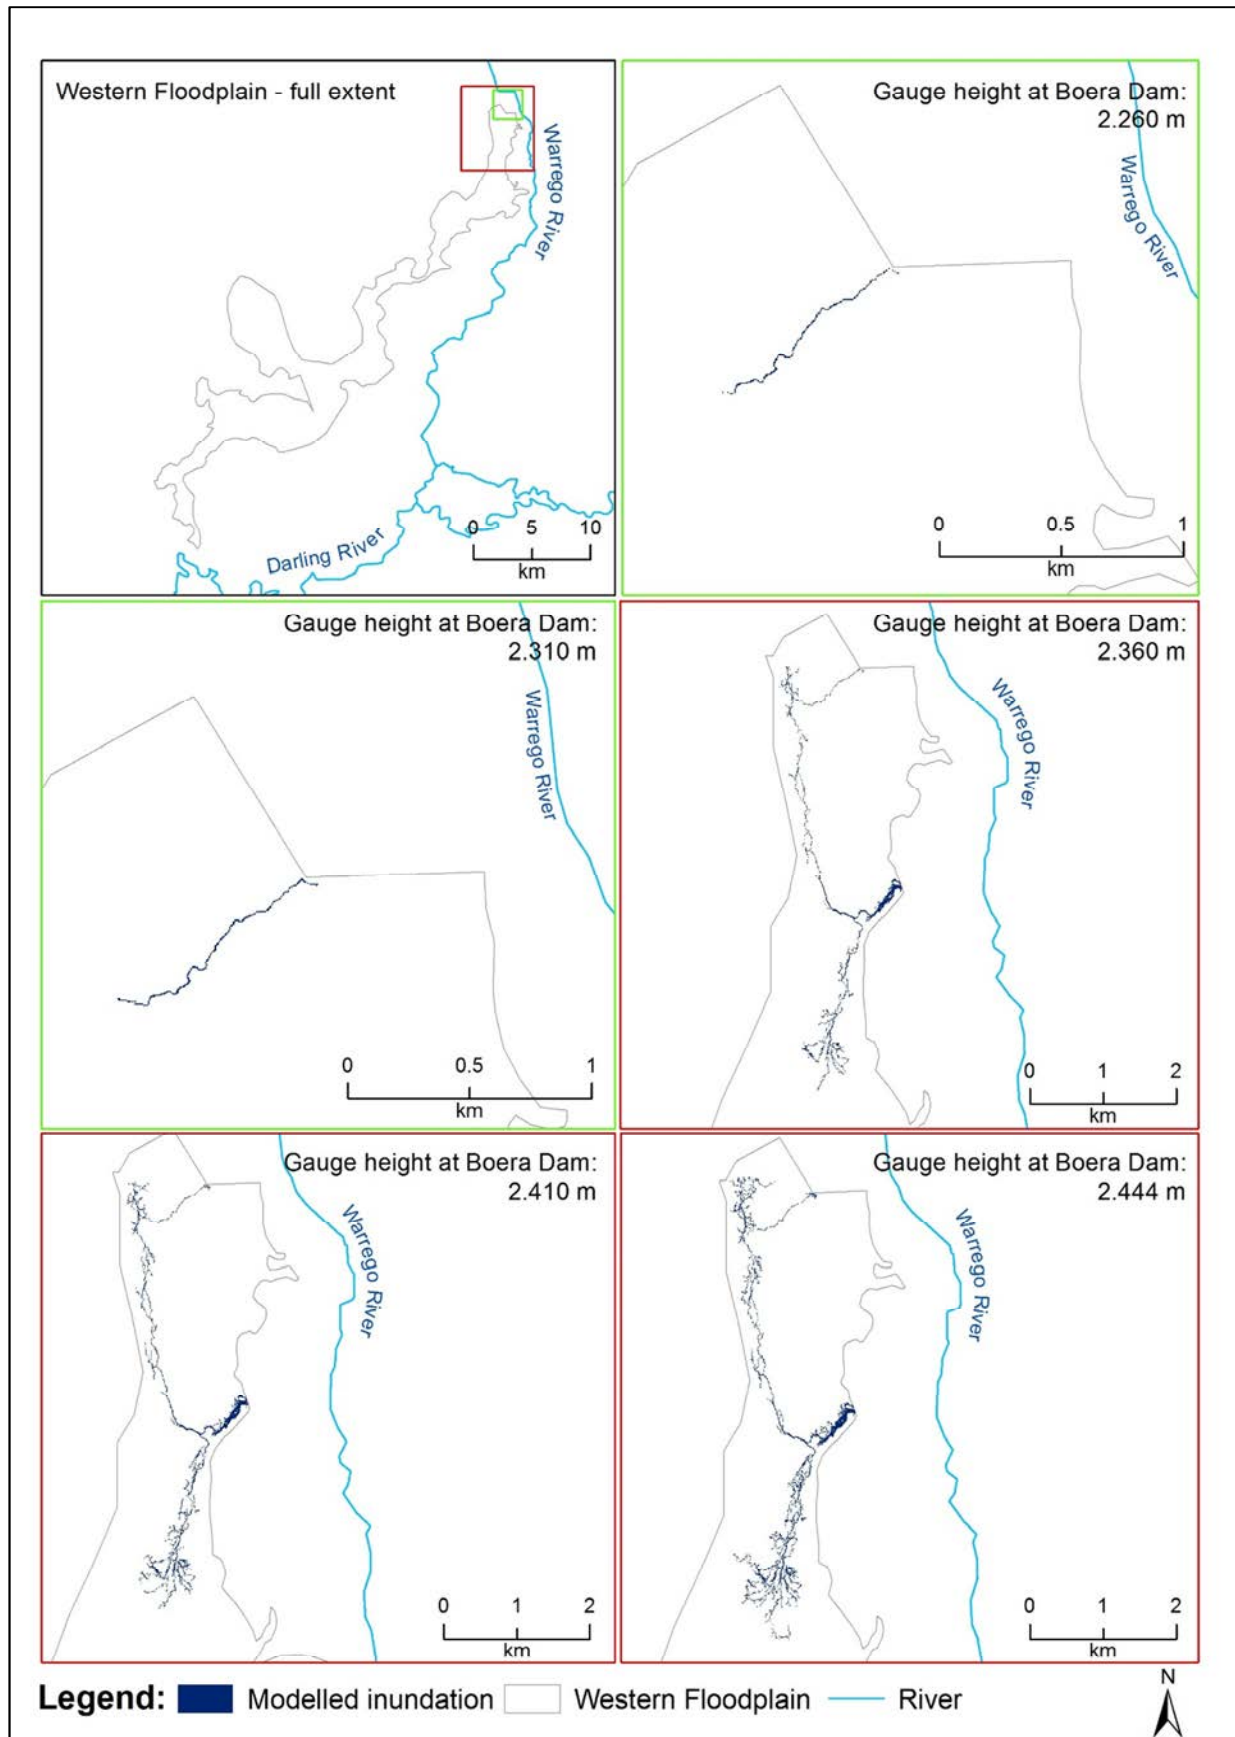 Western Floodplain - full extent
Warrego River
Darling River
0 5 10
km
Gauge height at Boera Dam:
2.260 m
Warrego River
0 0.5 1
km
Gauge height at Boera Dam:
2.310 m
Warrego River
0 0.5 1
km
Gauge height at Boera Dam:
2.360 m
Warrego River
0 1 2
km
Gauge height at Boera Dam:
2.410 m
Warrego River
0 1 2
km
Gauge height at Boera Dam:
2.444 m
Warrego River
0 1 2
km
Legend: Modelled inundation Western Floodplain River
N